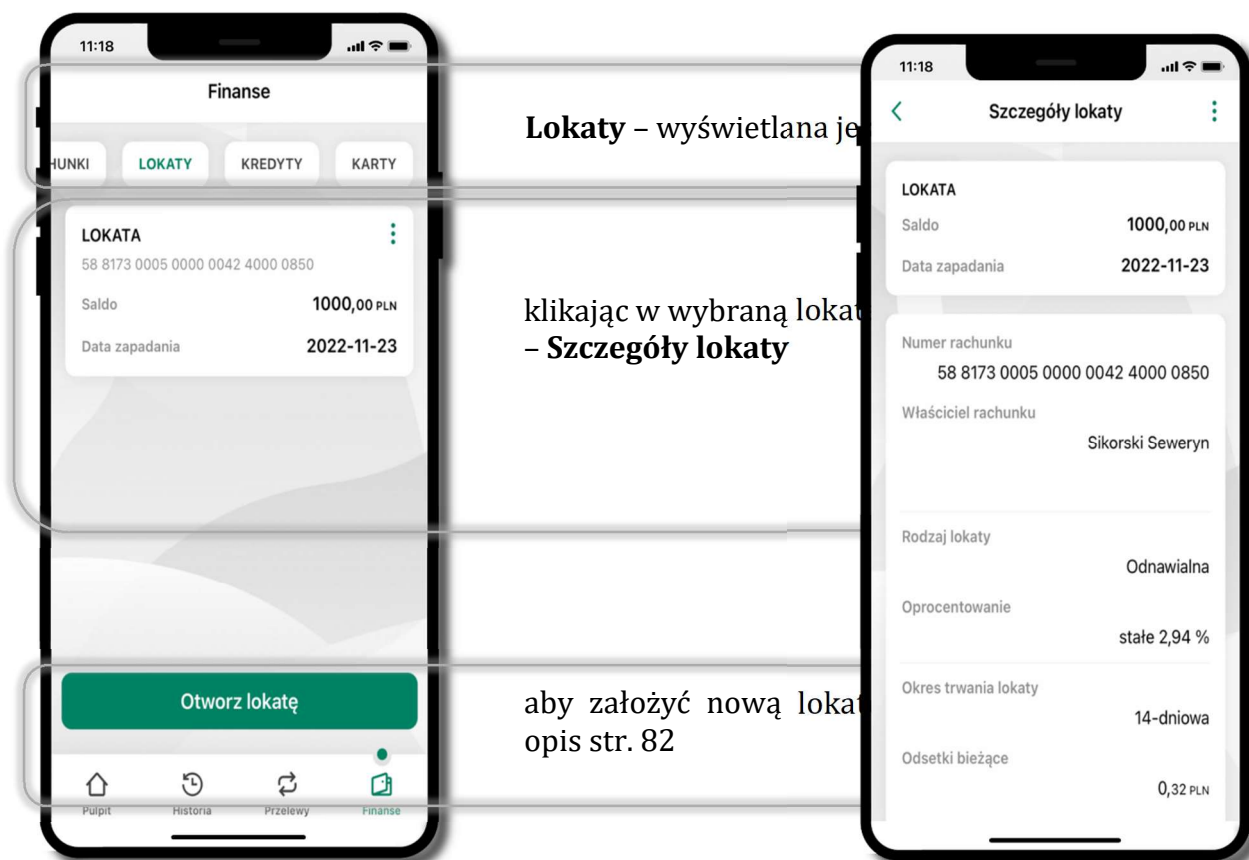 11:18
Finanse
LOKATY
KREDYTY
KARTY
LOKATA
58 8173 0005 0000 0042 4000 0850
Saldo
1000,00 PLN
Data zapadania
2022-11-23
Otworz lokatę
Pulpit
Historia
Przelewy
Finanse
Lokaty – wyświetlana
klikając w wybraną
– Szczegóły lokaty
aby założyć nową
opis str. 82
11:18
Szczegóły lokaty
LOKATA
Saldo
1000,00 PLN
Data zapadania
2022-11-23
Numer rachunku
58 8173 0005 0000 0042 4000 0850
Właściciel rachunku
Sikorski Seweryn
Rodzaj lokaty
Odnawialna
Oprocentowanie
stałe 2,94 %
Okres trwania lokaty
14-dniowa
Odsetki bieżące
0,32 PLN